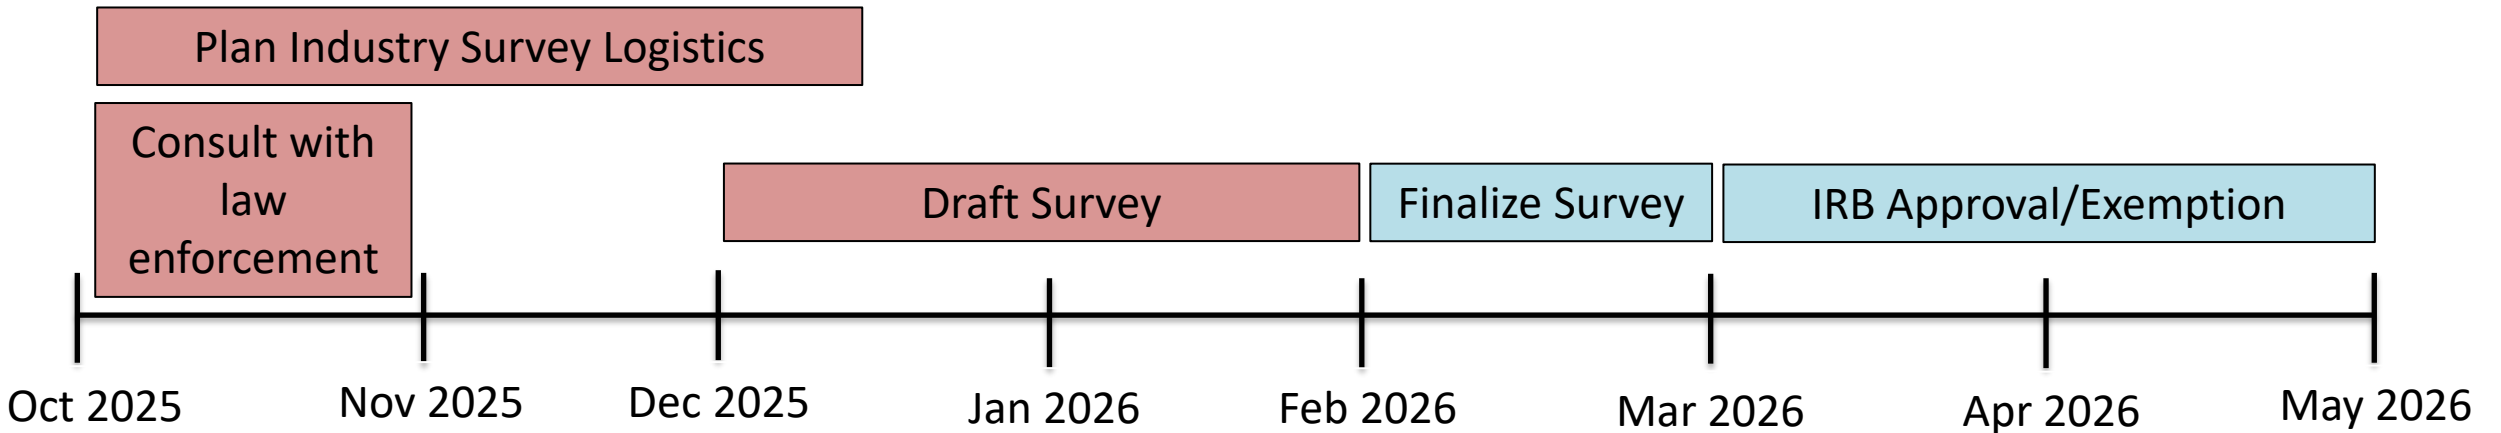 Plan Industry Survey Logistics
Consult with
law
enforcement
Draft Survey
Finalize Survey
IRB Approval/Exemption
Oct 2025
Nov 2025
Dec 2025
Jan 2026
Feb 2026
Mar 2026
Apr 2026
May 2026